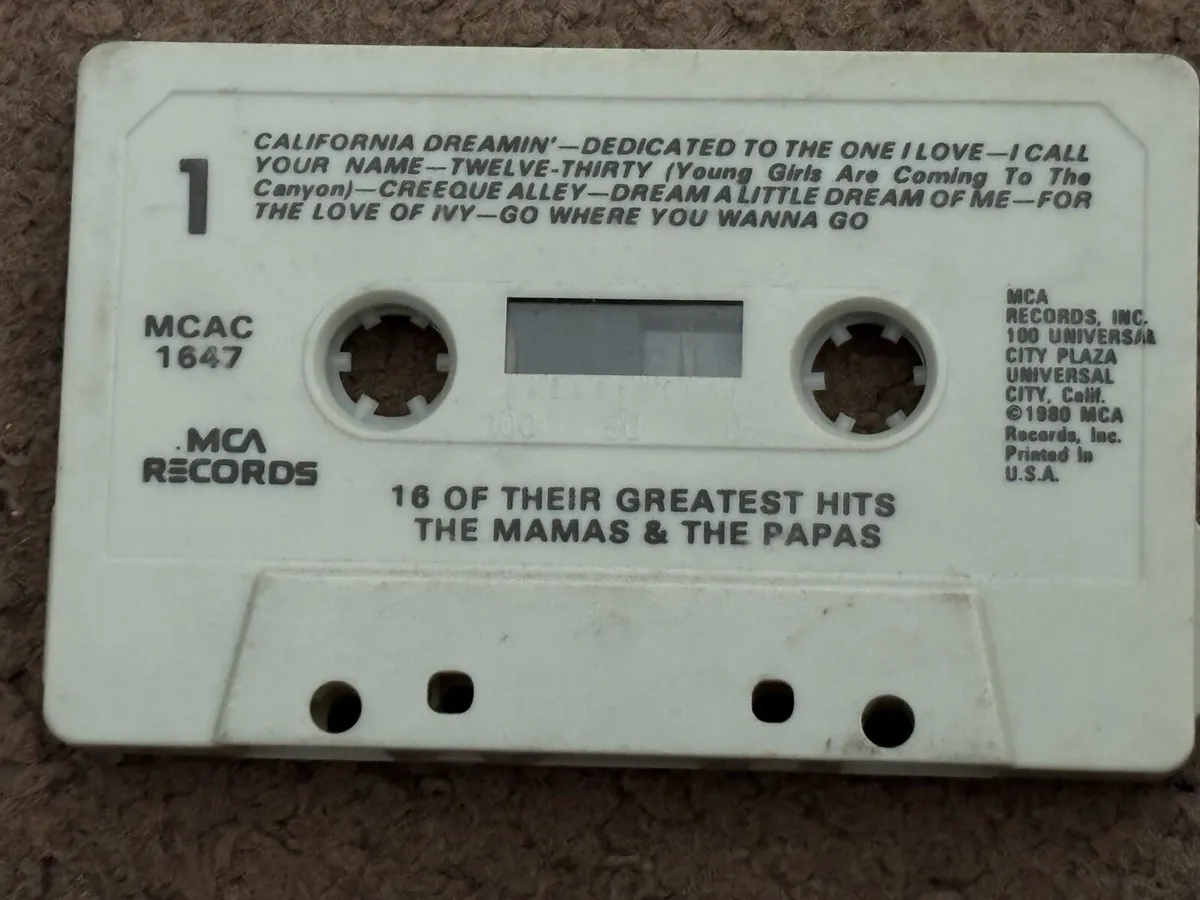 CALIFORNIA DREAMIN'—DEDICATED TO THE ONE I LOVE—I CALL
YOUR NAME—TWELVE-THIRTY (Young Girls Are Coming To The
Canyon)—CREEQUE ALLEY—DREAM A LITTLE DREAM OF ME—FOR
THE LOVE OF IVY—GO WHERE YOU WANNA GO
1
MCAC
1647
MCA
RECORDS
MCA
RECORDS, INC.
100 UNIVERSAL
CITY PLAZA
UNIVERSAL
CITY, Calif.
©1980 MCA
Records, Inc.
Printed in
U.S.A.
100 50 0
16 OF THEIR GREATEST HITS
THE MAMAS & THE PAPAS